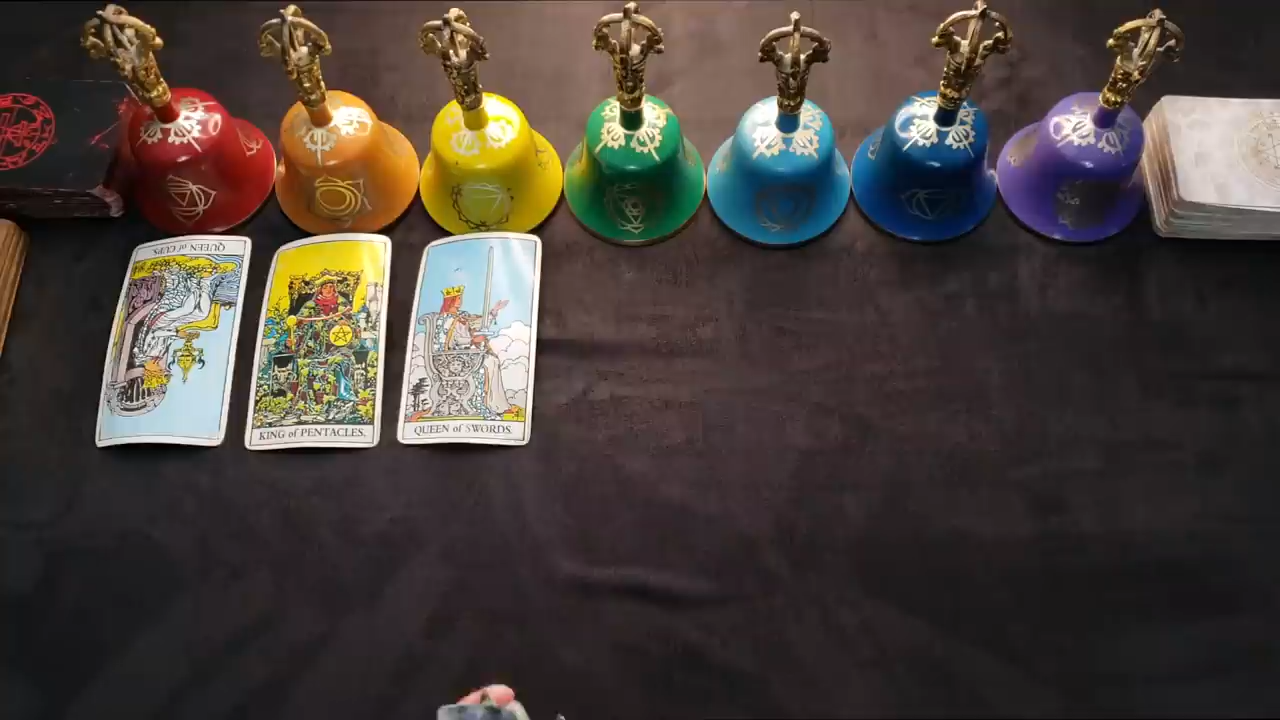 QUEEN of CUPS.
KING of PENTACLES.
QUEEN of SWORDS.